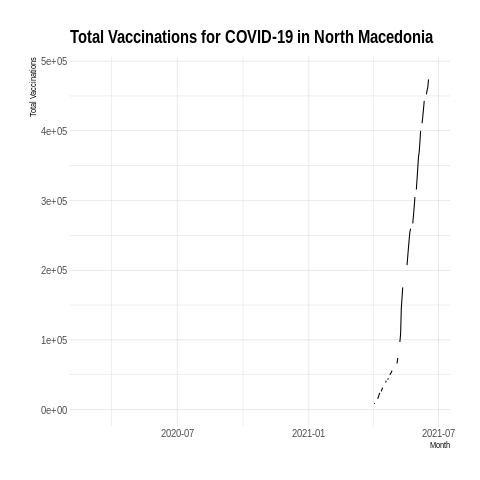 Total Vaccinations for COVID-19 in North Macedonia
Total Vaccinations
5e+05
4e+05
3e+05
2e+05
1e+05
0e+00
2020-07
2021-01
2021-07
Month